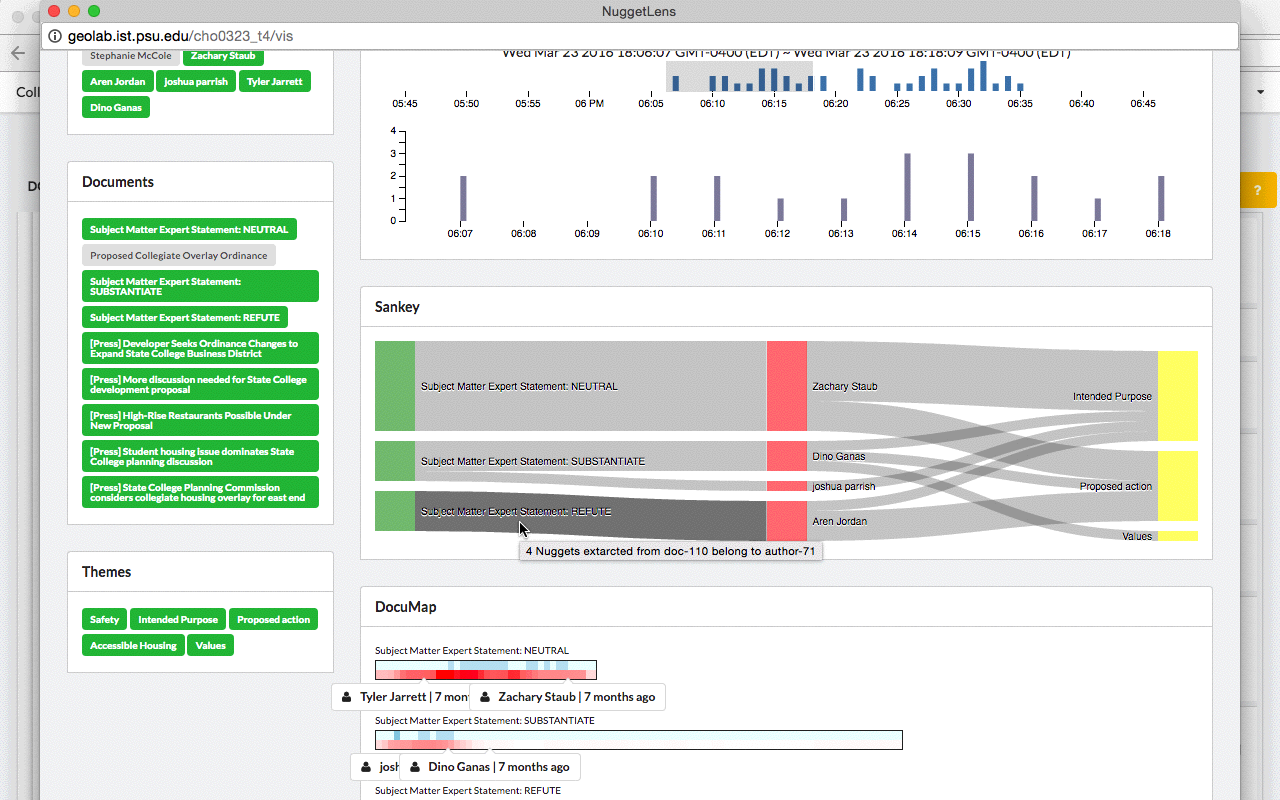 NuggetLens
geolab.ist.psu.edu/cho0323_t4/vis
Coll
Stephanie McCole
Zachary Staub
Aren Jordan
joshua parrish
Tyler Jarrett
Dino Ganas
Wed Mar 23 2016 18:06:07 GMT-0400 (EDT) ~ Wed Mar 23 2016 18:18:09 GMT-0400 (EDT)
05:45 05:50 05:55 06 PM 06:05 06:10 06:15 06:20 06:25 06:30 06:35 06:40 06:45
4
3
2
1
0
06:07 06:08 06:09 06:10 06:11 06:12 06:13 06:14 06:15 06:16 06:17 06:18
?
Documents
Subject Matter Expert Statement: NEUTRAL
Proposed Collegiate Overlay Ordinance
Subject Matter Expert Statement:
SUBSTANTIATE
Subject Matter Expert Statement: REFUTE
[Press] Developer Seeks Ordinance Changes to
Expand State College Business District
[Press] More discussion needed for State College
development proposal
[Press] High-Rise Restaurants Possible Under
New Proposal
[Press] Student housing issue dominates State
College planning discussion
[Press] State College Planning Commission
considers collegiate housing overlay for east end
Themes
Safety
Intended Purpose
Proposed action
Accessible Housing
Values
Sankey
Subject Matter Expert Statement: NEUTRAL
Subject Matter Expert Statement: SUBSTANTIATE
Subject Matter Expert Statement: REFUTE
Zachary Staub
Dino Ganas
joshua parrish
Aren Jordan
Intended Purpose
Proposed action
Values
4 Nuggets extarcted from doc-110 belong to author-71
DocuMap
Subject Matter Expert Statement: NEUTRAL
Tyler Jarrett | 7 mon
Zachary Staub | 7 months ago
Subject Matter Expert Statement: SUBSTANTIATE
josh
Dino Ganas | 7 months ago
Subject Matter Expert Statement: REFUTE